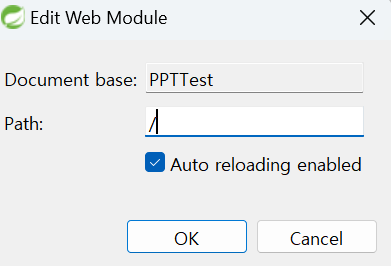 Edit Web Module
Document base: PPTTest
Path: /
Auto reloading enabled
OK Cancel